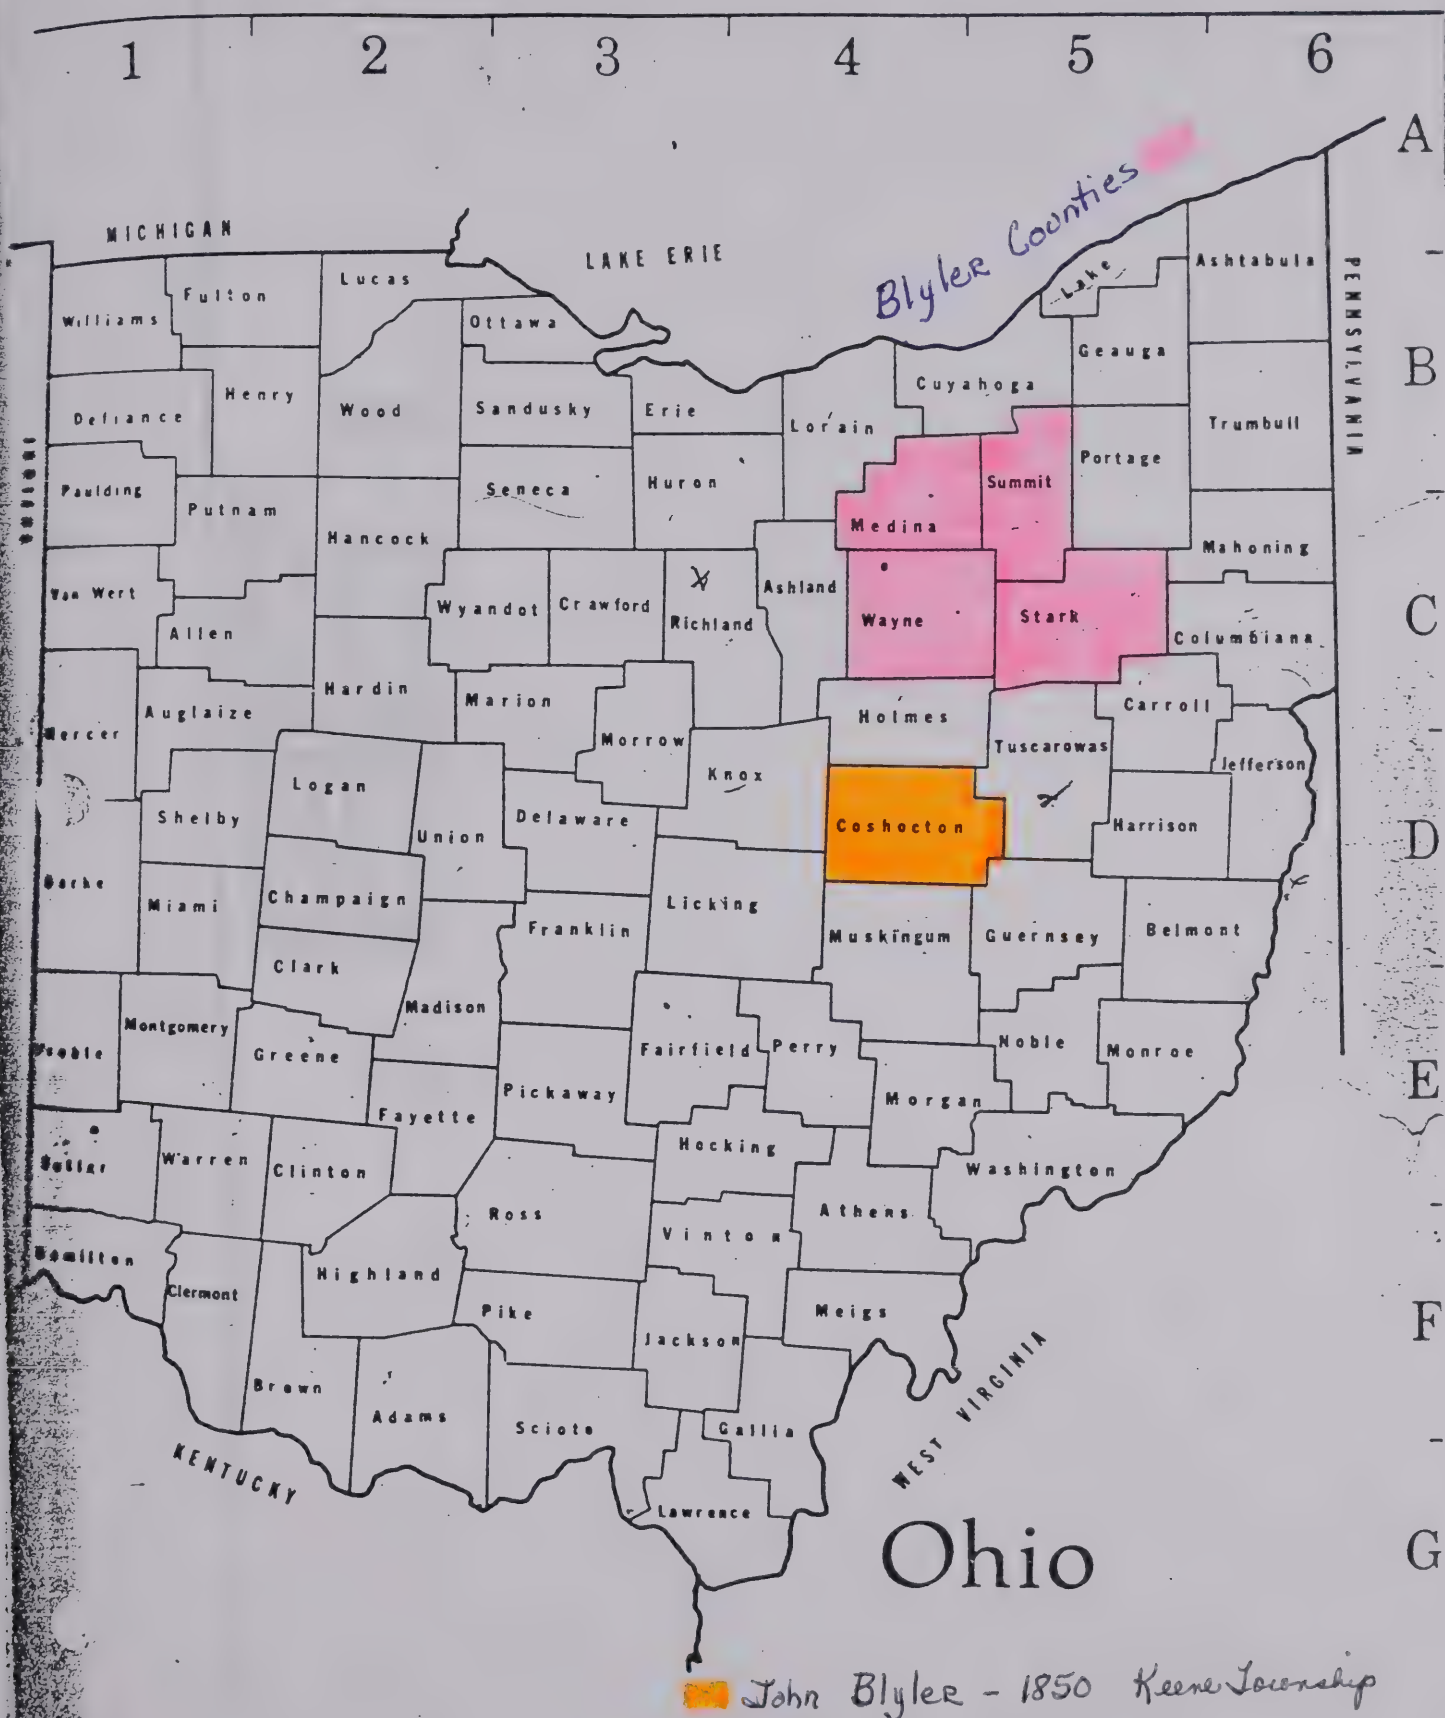 1 2 3 4 5 6
A
Blyler Counties
MICHIGAN
LAKE ERIE
PENNSYLVANIA
Lake
Ashtabula
Lucas
Fulton
Williams
Ottawa
Geauga
B
Cuyahoga
Henry
Wood
Sandusky
Erie
Defiance
Lorain
Trumbull
Portage
INDIANA
Paulding
Putnam
Seneca
Huron
Summit
Medina
Hancock
Mahoning
Van Wert
Wyandot
Crawford
Richland
Ashland
C
Wayne
Stark
Allen
Columbiana
Hardin
Marion
Carroll
Auglaize
Holmes
Mercer
Morrow
Tuscarowas
Jefferson
Knox
Logan
Shelby
Union
Delaware
Coshocton
Harrison
D
Darke
Miami
Champaign
Licking
Franklin
Muskingum
Guernsey
Belmont
Clark
Madison
Montgomery
Preble
Greene
Fairfield
Perry
Noble
Monroe
E
Pickaway
Morgan
Fayette
Hocking
Butler
Warren
Clinton
Washington
Ross
Athens
Vinton
Hamilton
Highland
Clermont
Pike
Meigs
F
Jackson
WEST VIRGINIA
Brown
Adams
Scioto
Gallia
KENTUCKY
Lawrence
Ohio
G
John Blyler - 1850 Keene Township